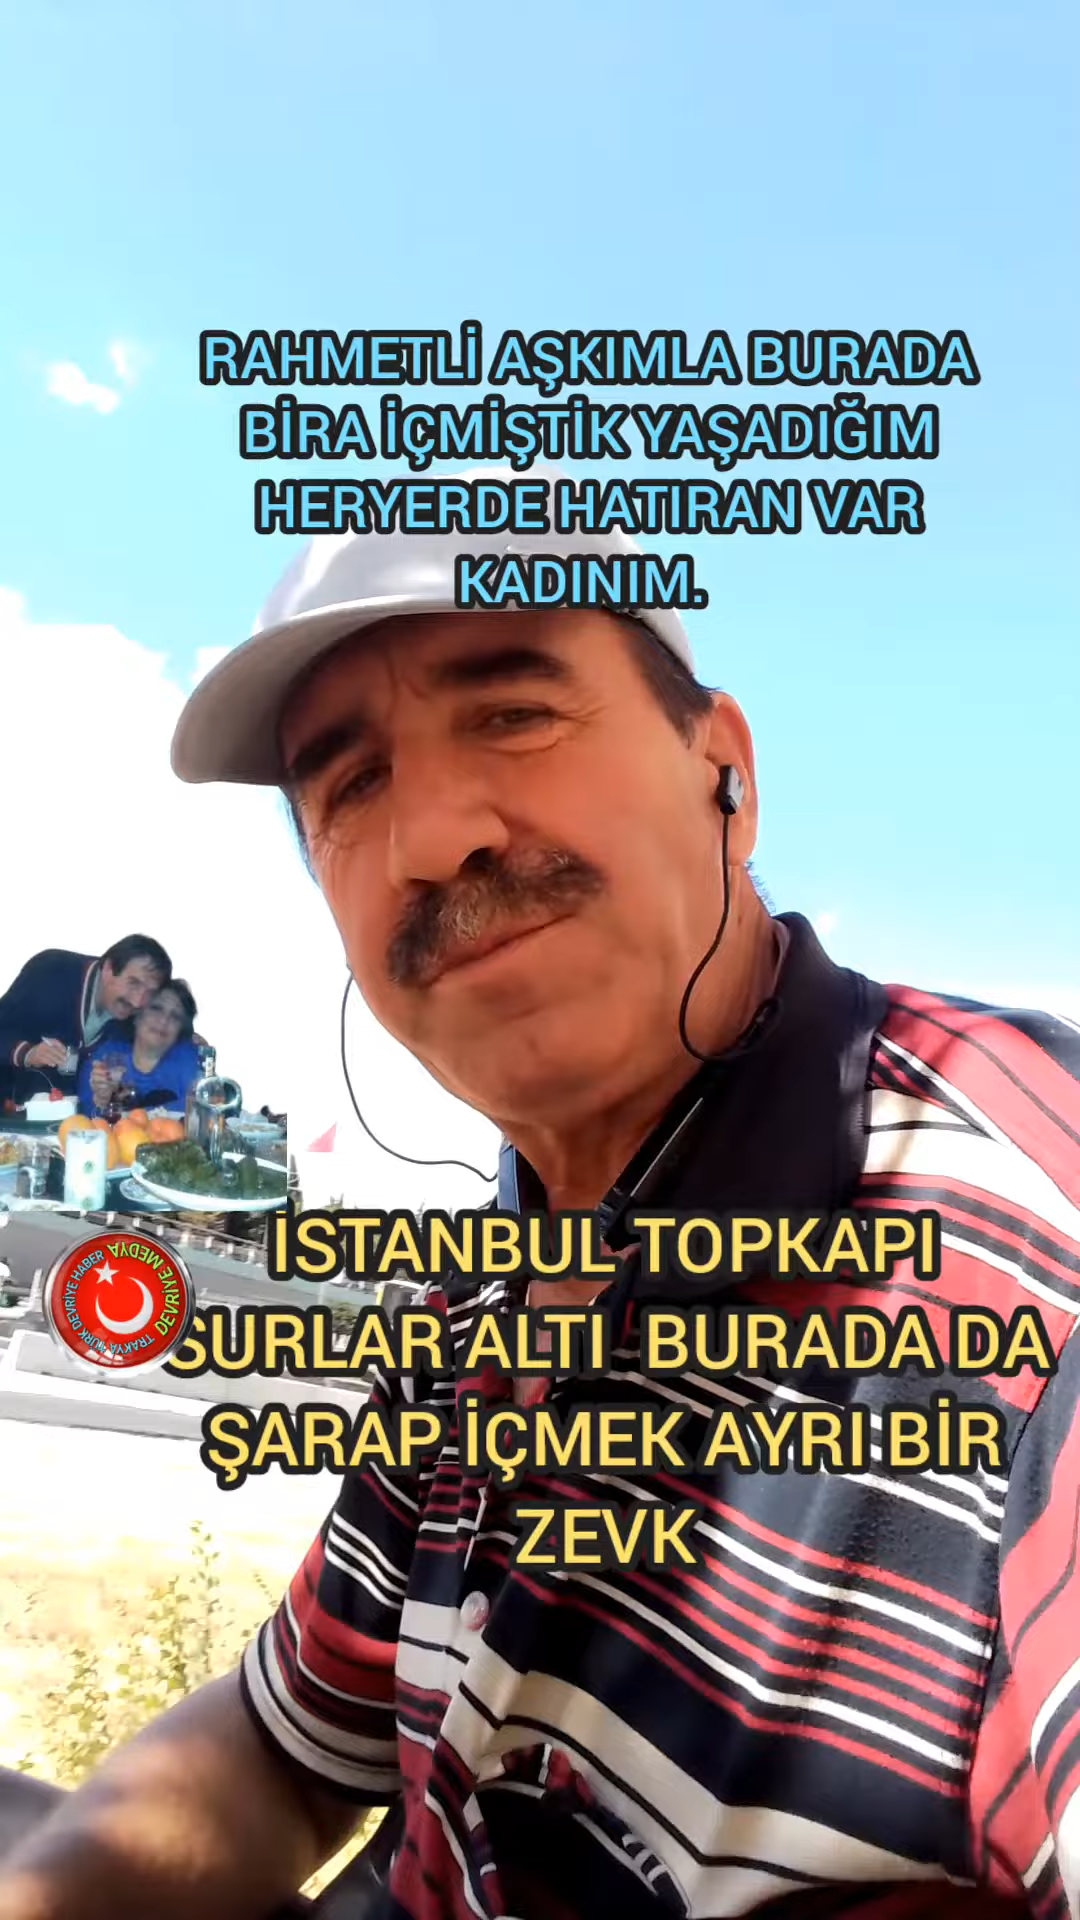 RAHMETLİ AŞKIMLA BURADA
BİRA İÇMİŞTİK YAŞADIĞIM
HERYERDE HATIRAN VAR
KADINIM.
İSTANBUL TOPKAPI
SURLAR ALTI BURADA DA
ŞARAP İÇMEK AYRI BİR
ZEVK
TRAKYA TÜRK DEVRİYE HABER
DEVRİYE MEDYA